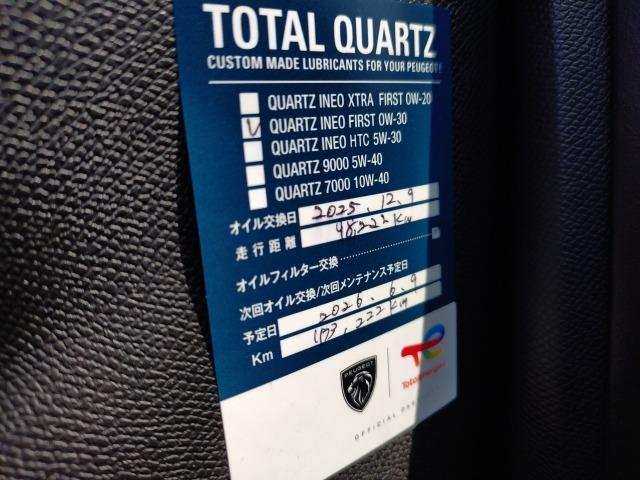 TOTAL QUARTZ
CUSTOM MADE LUBRICANTS FOR YOUR PEUGEOT!
QUARTZ INEO XTRA FIRST 0W-20
V QUARTZ INEO FIRST 0W-30
QUARTZ INEO HTC 5W-30
QUARTZ 9000 5W-40
QUARTZ 7000 10W-40
オイル交換日 2025. 12. 9
走行距離 48,222 Km
オイルフィルター交換
次回オイル交換/次回メンテナンス予定日
予定日 2026. 6. 9
Km
PEUGEOT
TotalEnergies
OFFICIAL